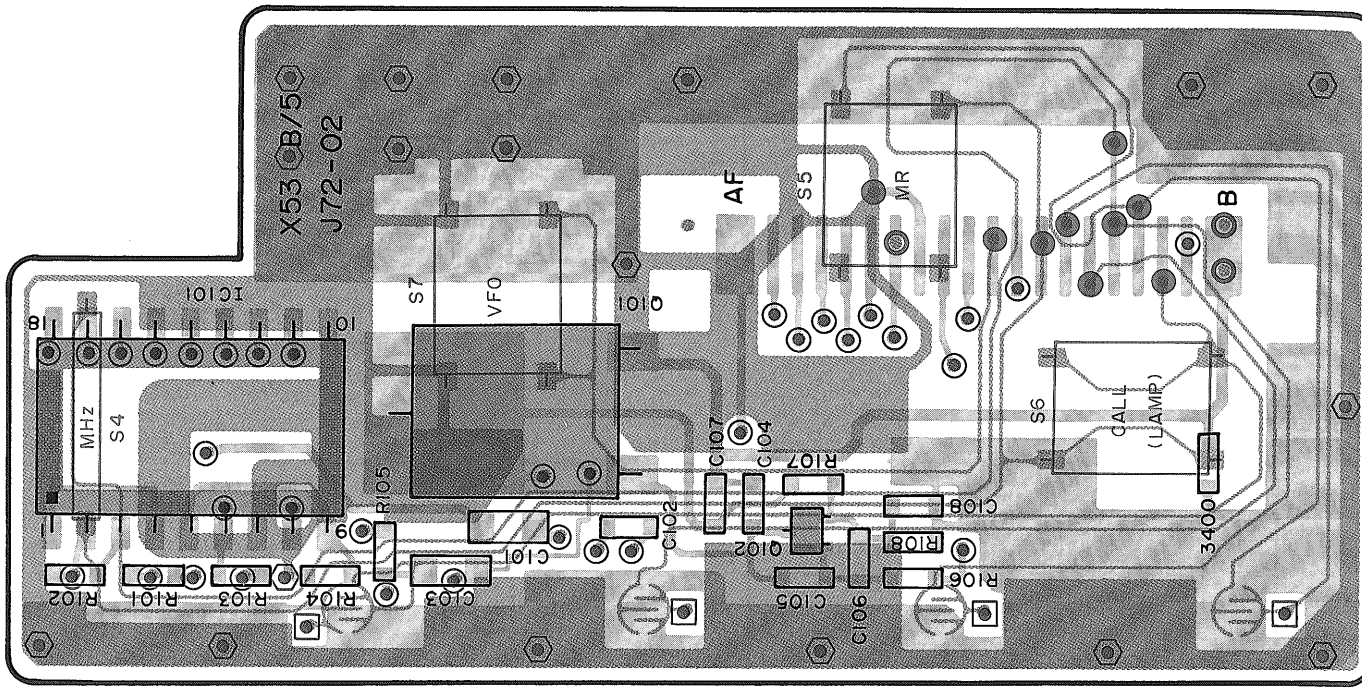 X53 B/5
J72-02
AF
S5
MR
B
S7
VFO
Q101
IC101
18
10
MHz
S4
1
9
R105
S6
CALL
(LAMP)
3400
C107
C104
R107
C108
R108
R106
Q102
C105
C106
C102
C101
C103
R104
R103
R101
R102